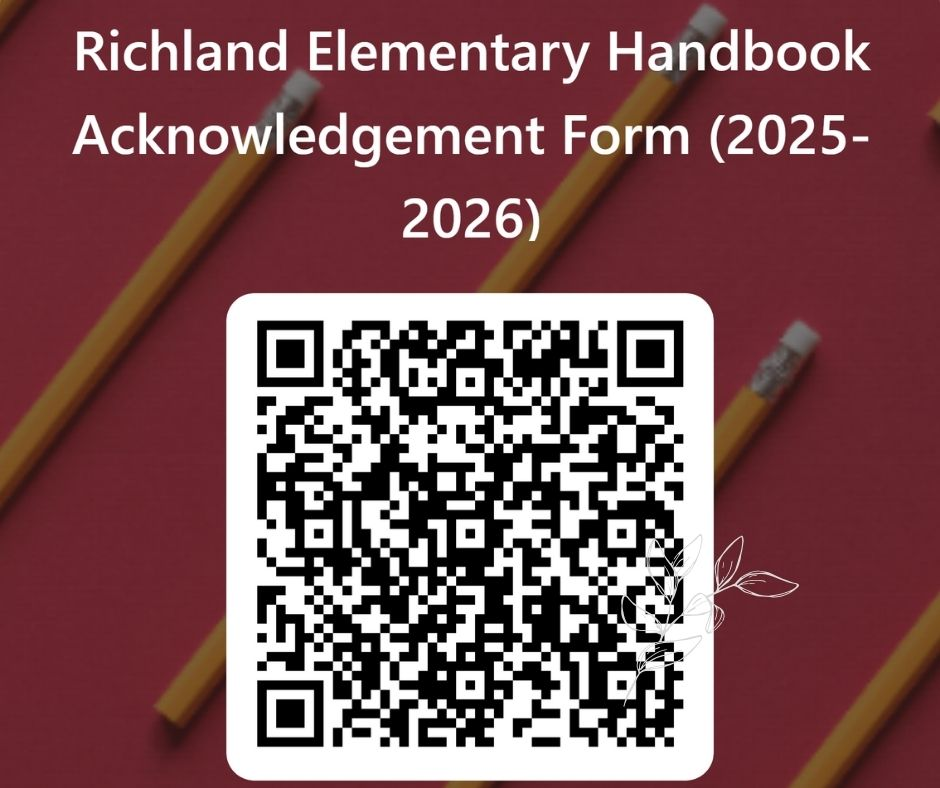 Richland Elementary Handbook
Acknowledgement Form (2025-
2026)